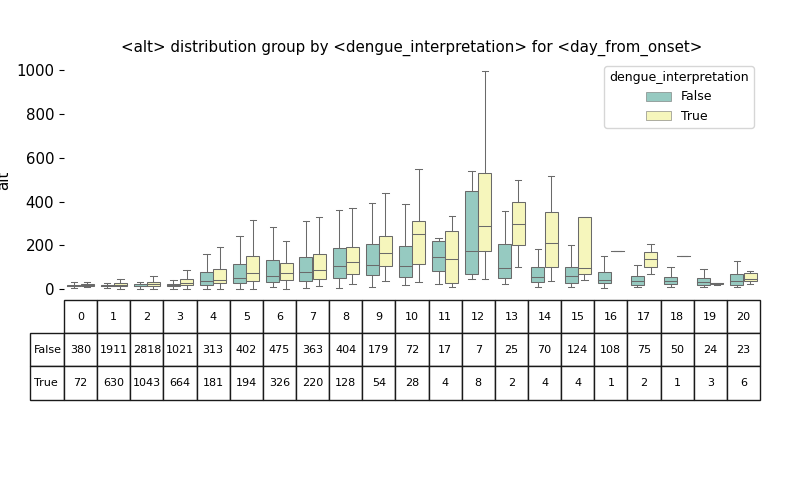 <alt> distribution group by <dengue_interpretation> for <day_from_onset>
1000
800
600
400
200
0
alt
dengue_interpretation
False
True
0 1 2 3 4 5 6 7 8 9 10 11 12 13 14 15 16 17 18 19 20
False 380 1911 2818 1021 313 402 475 363 404 179 72 17 7 25 70 124 108 75 50 24 23
True 72 630 1043 664 181 194 326 220 128 54 28 4 8 2 4 4 1 2 1 3 6